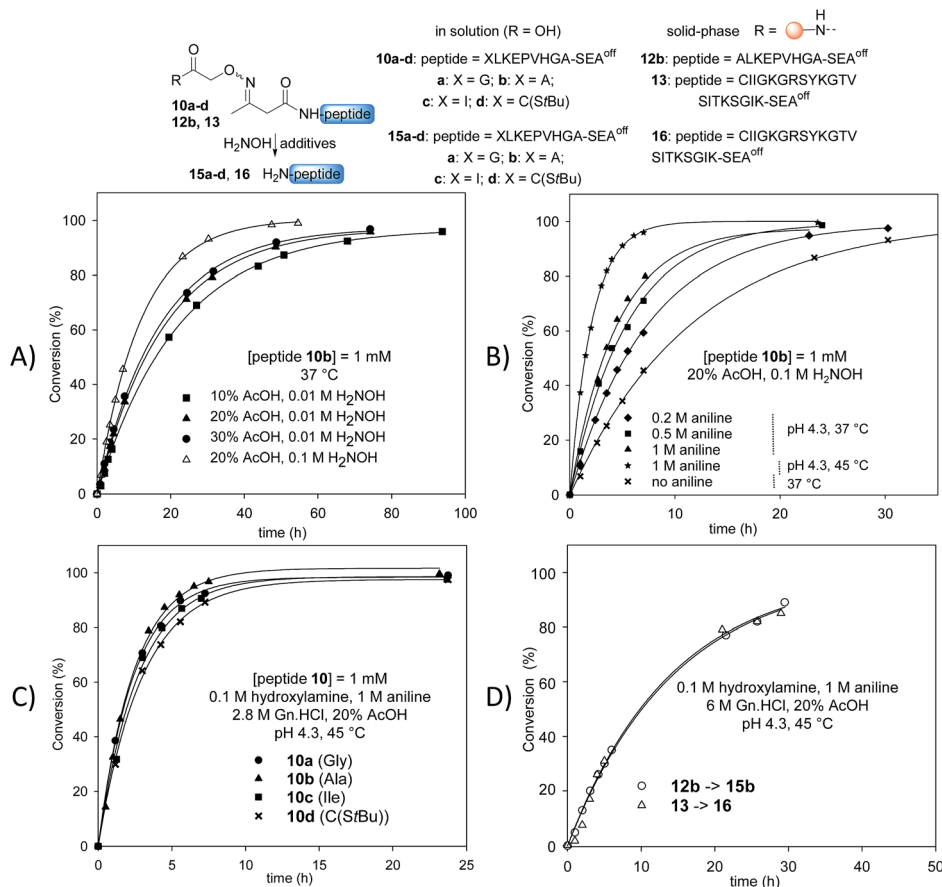 O
R
O
N
O
NH-peptide
10a-d
12b, 13
H2NOH additives
15a-d, 16 H2N-peptide
in solution (R = OH)
10a-d: peptide = XLKEPVHGA-SEAoff
a: X = G; b: X = A;
c: X = I; d: X = C(StBu)
15a-d: peptide = XLKEPVHGA-SEAoff
a: X = G; b: X = A;
c: X = I; d: X = C(StBu)
solid-phase R = N--
H
12b: peptide = ALKEPVHGA-SEAoff
13: peptide = CIIGKGRSYKGTV
SITKSGIK-SEAoff
16: peptide = CIIGKGRSYKGTV
SITKSGIK-SEAoff
A)
Conversion (%)
100
80
60
40
20
0
0 20 40 60 80 100
time (h)
[peptide 10b] = 1 mM
37 °C
10% AcOH, 0.01 M H2NOH
20% AcOH, 0.01 M H2NOH
30% AcOH, 0.01 M H2NOH
20% AcOH, 0.1 M H2NOH
B)
Conversion (%)
100
80
60
40
20
0
0 10 20 30
time (h)
[peptide 10b] = 1 mM
20% AcOH, 0.1 M H2NOH
0.2 M aniline
0.5 M aniline
1 M aniline
1 M aniline
no aniline
pH 4.3, 37 °C
pH 4.3, 45 °C
37 °C
C)
Conversion (%)
100
80
60
40
20
0
0 5 10 15 20 25
time (h)
[peptide 10] = 1 mM
0.1 M hydroxylamine, 1 M aniline
2.8 M Gn.HCl, 20% AcOH
pH 4.3, 45 °C
10a (Gly)
10b (Ala)
10c (Ile)
10d (C(StBu))
D)
Conversion (%)
100
80
60
40
20
0
0 10 20 30 40 50
time (h)
0.1 M hydroxylamine, 1 M aniline
6 M Gn.HCl, 20% AcOH
pH 4.3, 45 °C
12b -> 15b
13 -> 16